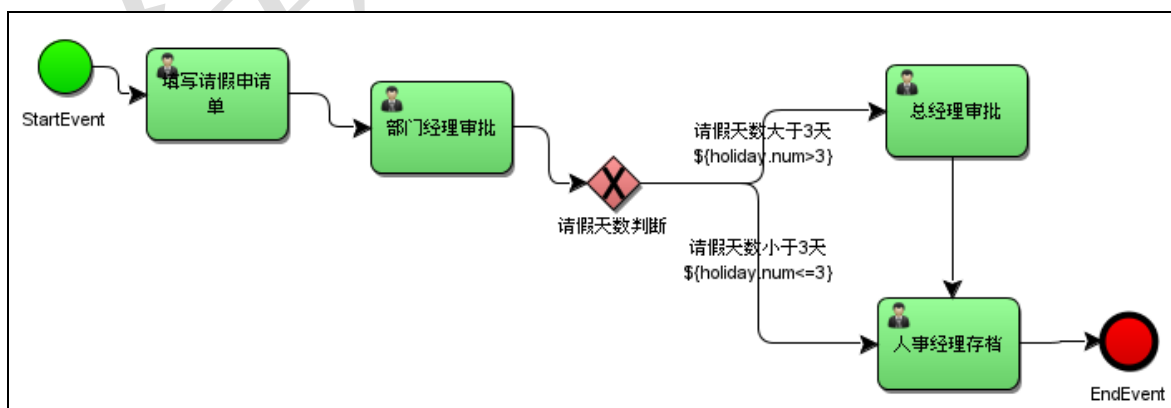 StartEvent
填写请假申请
单
部门经理审批
请假天数判断
请假天数大于3天
${holiday.num>3}
总经理审批
请假天数小于3天
${holiday.num<=3}
人事经理存档
EndEvent